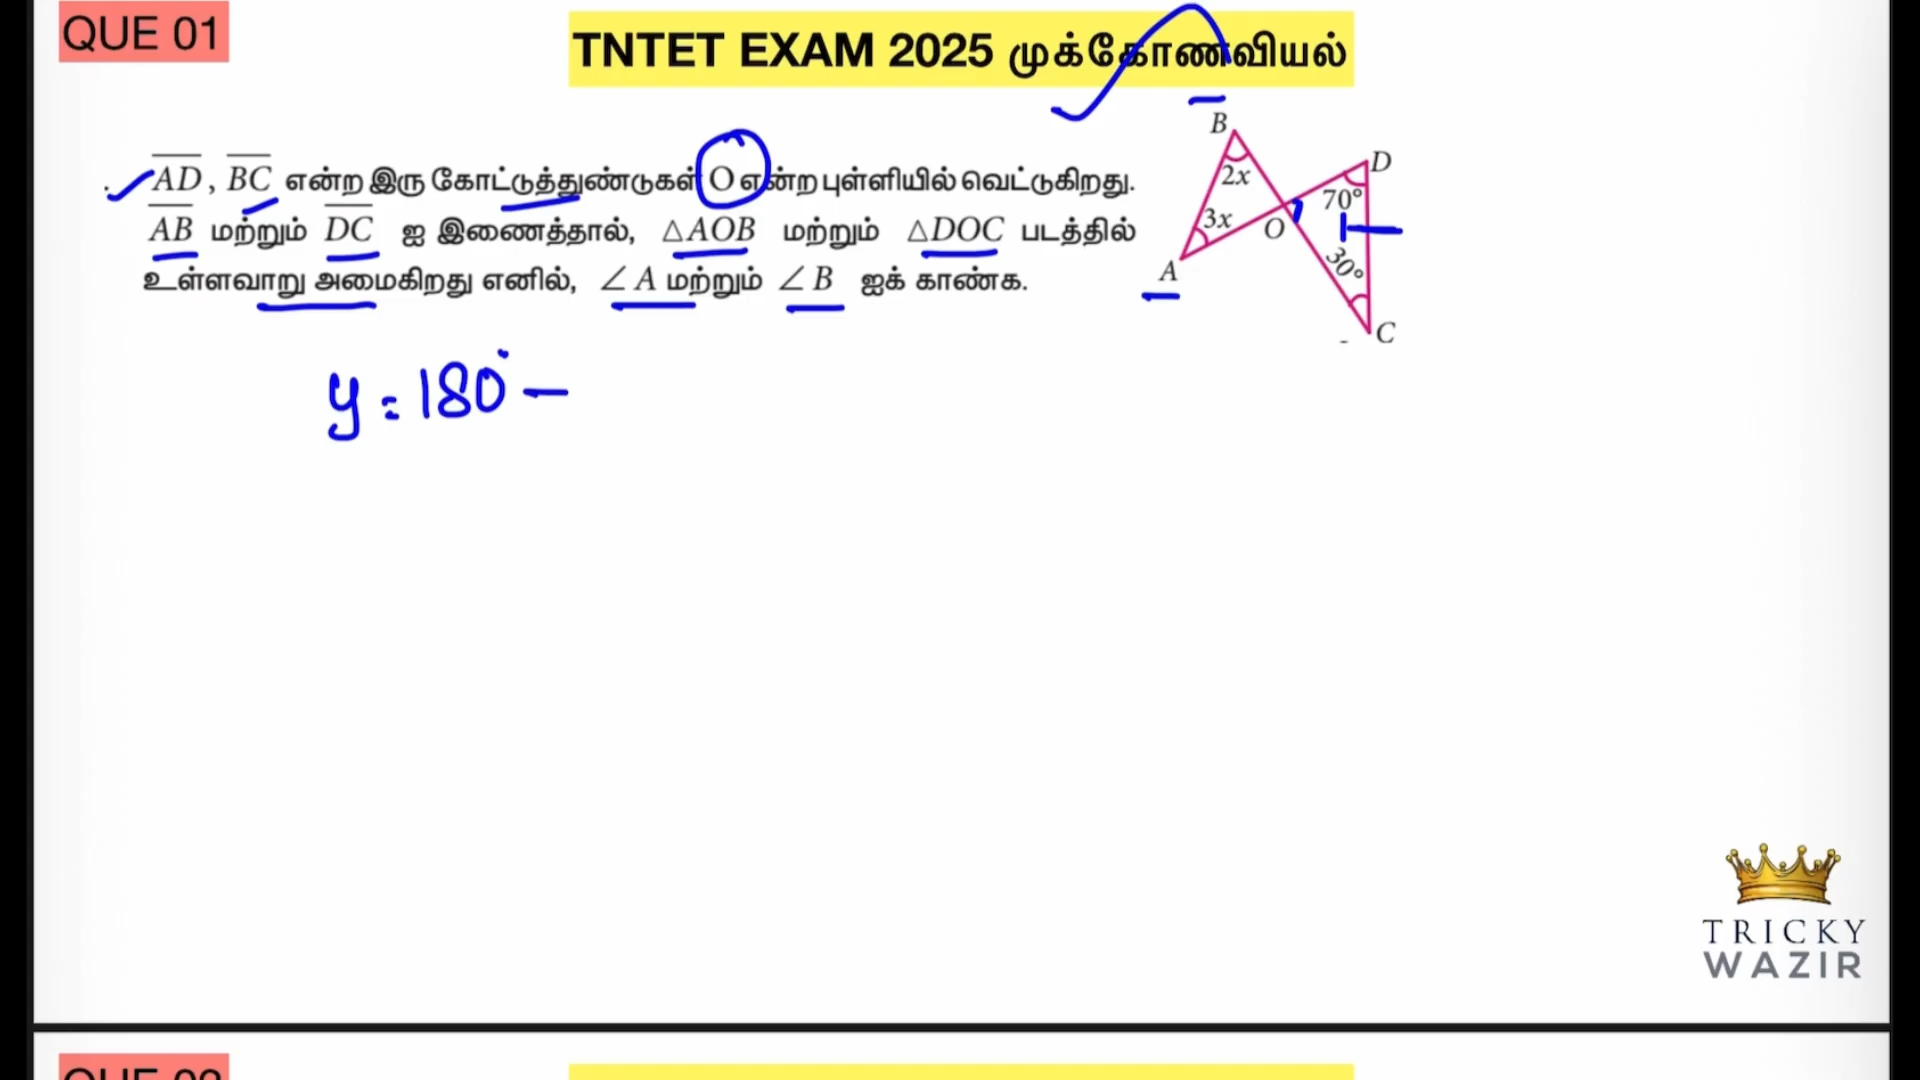 QUE 01
TNTET EXAM 2025 முக்கோணவியல்
. AD, BC என்ற இரு கோட்டுத்துண்டுகள் O என்ற புள்ளியில் வெட்டுகிறது.
AB மற்றும் DC ஐ இணைத்தால், △AOB மற்றும் △DOC படத்தில்
உள்ளவாறு அமைகிறது எனில், ∠A மற்றும் ∠B ஐக் காண்க.
B
D
2x
70°
3x
O
30°
A
C
y = 180° –
TRICKY
WAZIR